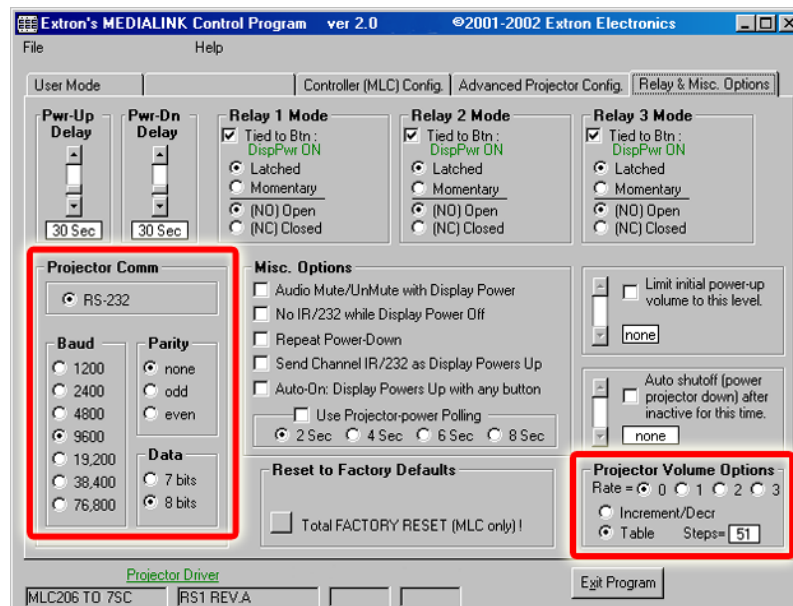 Extron's MEDIALINK Control Program ver 2.0 ©2001-2002 Extron Electronics
File Help
User Mode Controller (MLC) Config. Advanced Projector Config. Relay & Misc. Options
Pwr-Up Delay
30 Sec
Pwr-Dn Delay
30 Sec
Relay 1 Mode
Tied to Btn :
DispPwr ON
Latched
Momentary
(NO) Open
(NC) Closed
Relay 2 Mode
Tied to Btn :
DispPwr ON
Latched
Momentary
(NO) Open
(NC) Closed
Relay 3 Mode
Tied to Btn :
DispPwr ON
Latched
Momentary
(NO) Open
(NC) Closed
Projector Comm
RS-232
Baud
1200
2400
4800
9600
19,200
38,400
76,800
Parity
none
odd
even
Data
7 bits
8 bits
Misc. Options
Audio Mute/UnMute with Display Power
No IR/232 while Display Power Off
Repeat Power-Down
Send Channel IR/232 as Display Powers Up
Auto-On: Display Powers Up with any button
Use Projector-power Polling
2 Sec 4 Sec 6 Sec 8 Sec
Reset to Factory Defaults
Total FACTORY RESET (MLC only) !
Limit initial power-up
volume to this level.
none
Auto shutoff (power
projector down) after
inactive for this time.
none
Projector Volume Options
Rate = 0 1 2 3
Increment/Decr
Table Steps= 51
Projector Driver
MLC206 TO 7SC RS1 REV.A
Exit Program